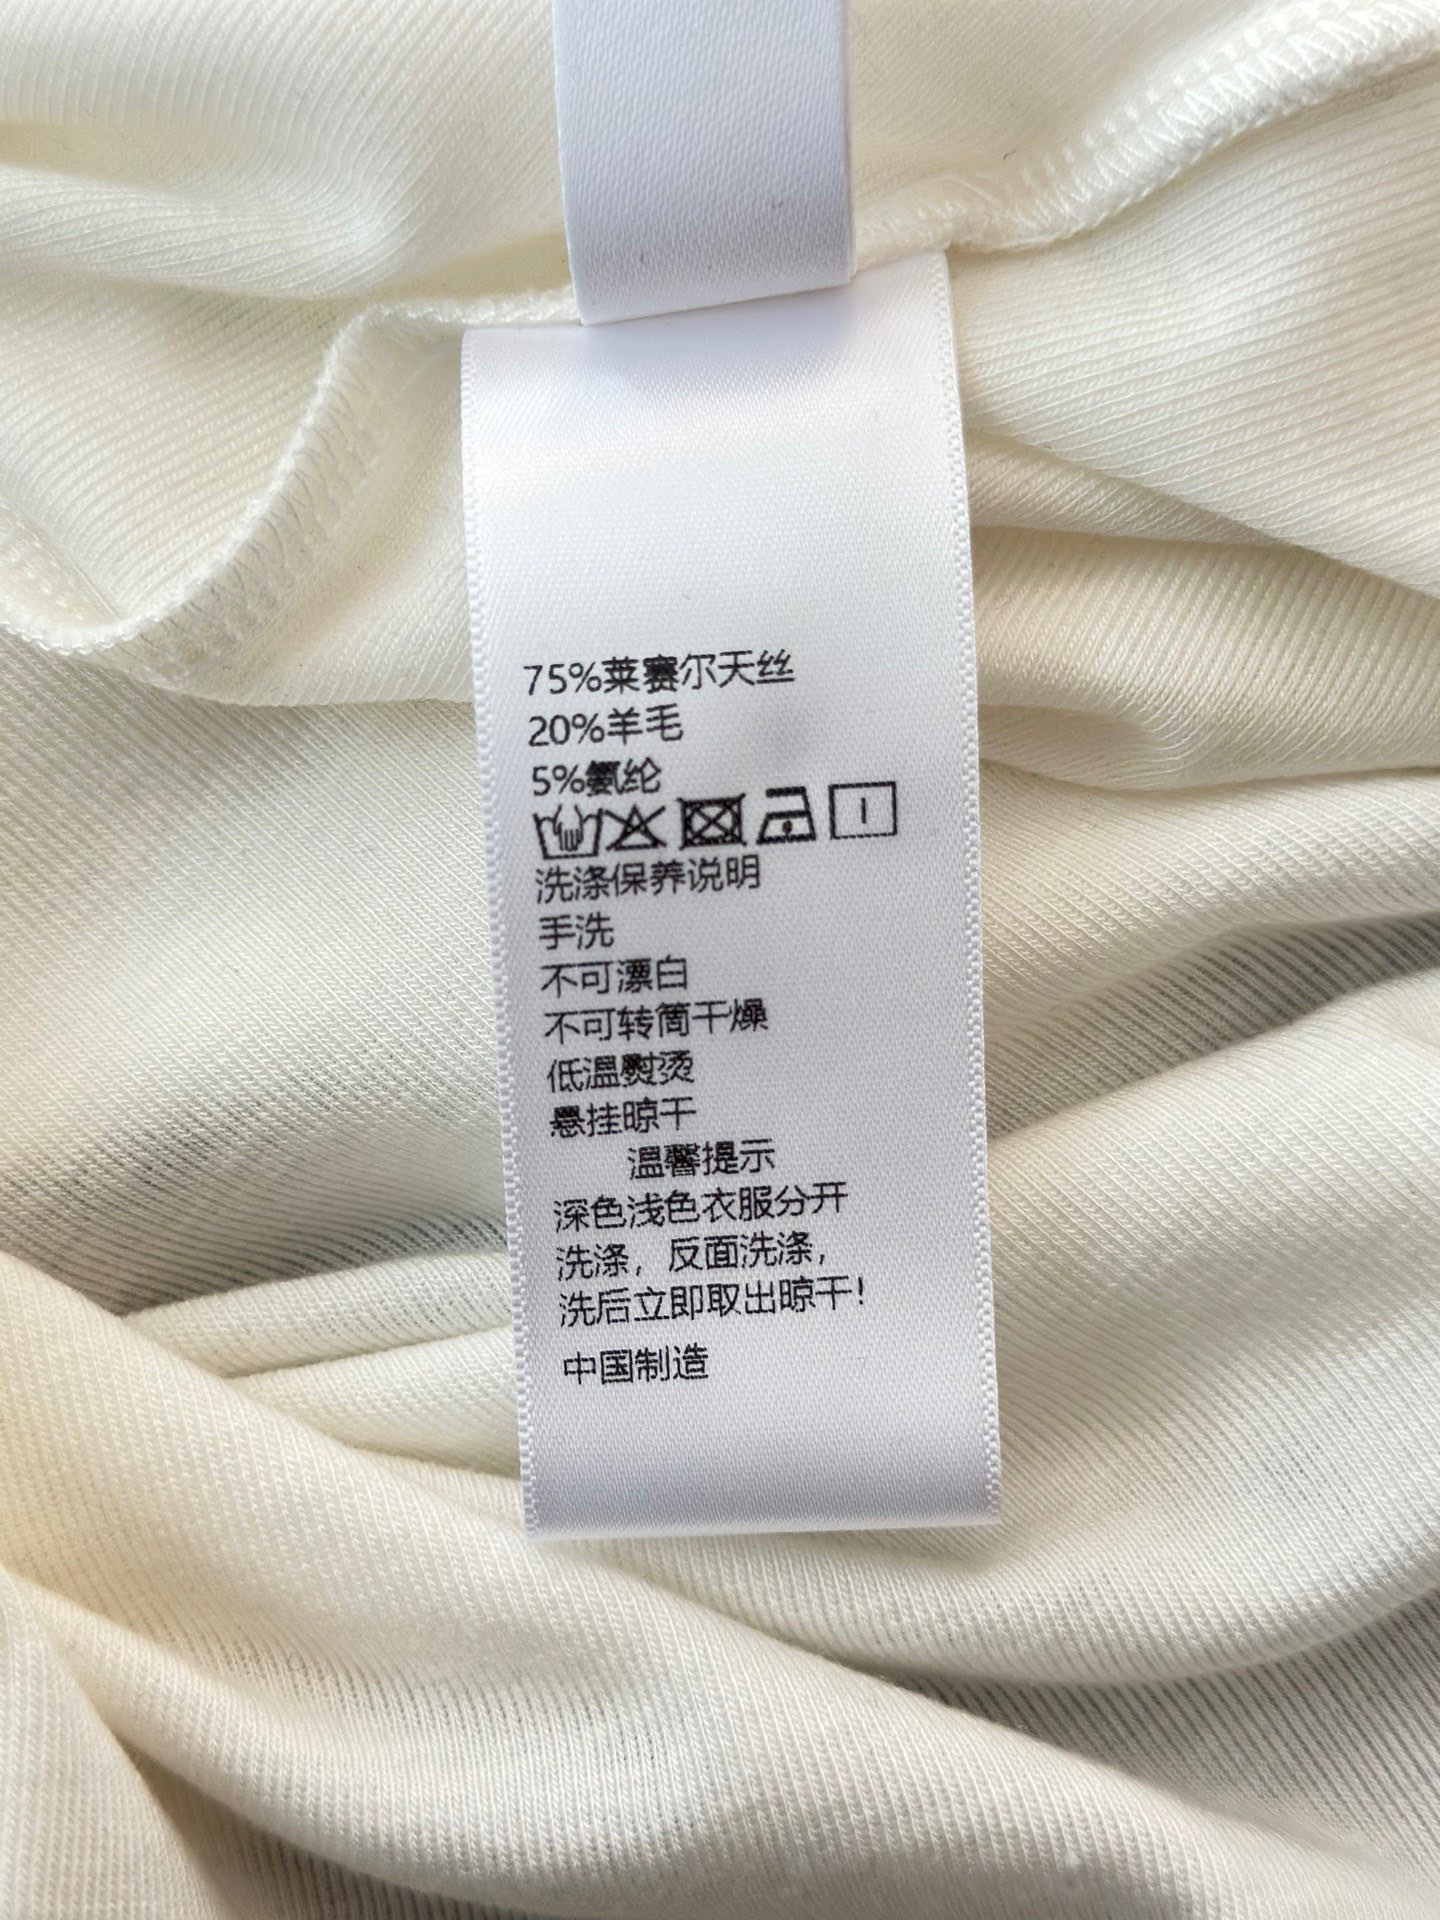 75%莱赛尔天丝
20%羊毛
5%氨纶
洗涤保养说明
手洗
不可漂白
不可转筒干燥
低温熨烫
悬挂晾干
温馨提示
深色浅色衣服分开
洗涤，反面洗涤，
洗后立即取出晾干！
中国制造